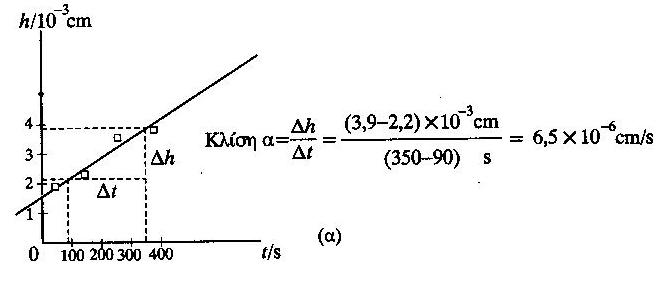 h/10⁻³cm
4
3
2
1
Δh
Δt
0 100 200 300 400 t/s
Κλίση α=Δh/Δt = (3,9–2,2)×10⁻³cm/(350–90) s = 6,5×10⁻⁶cm/s
(α)